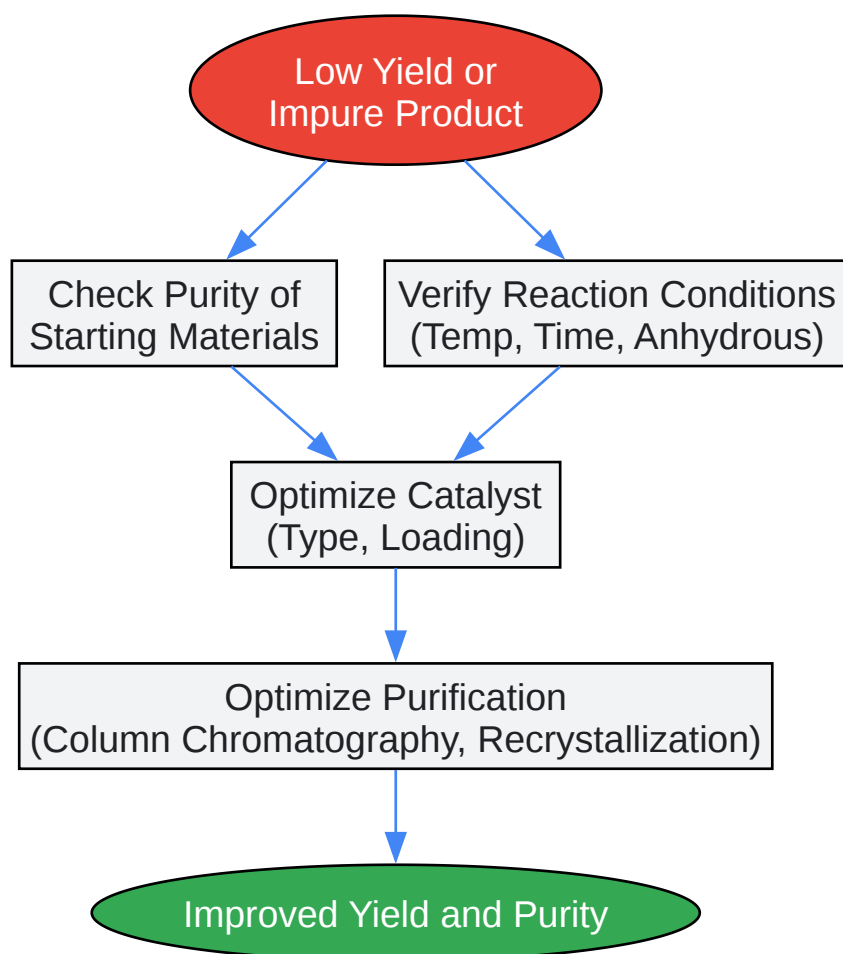 Low Yield or
Impure Product
Check Purity of
Starting Materials
Verify Reaction Conditions
(Temp, Time, Anhydrous)
Optimize Catalyst
(Type, Loading)
Optimize Purification
(Column Chromatography, Recrystallization)
Improved Yield and Purity